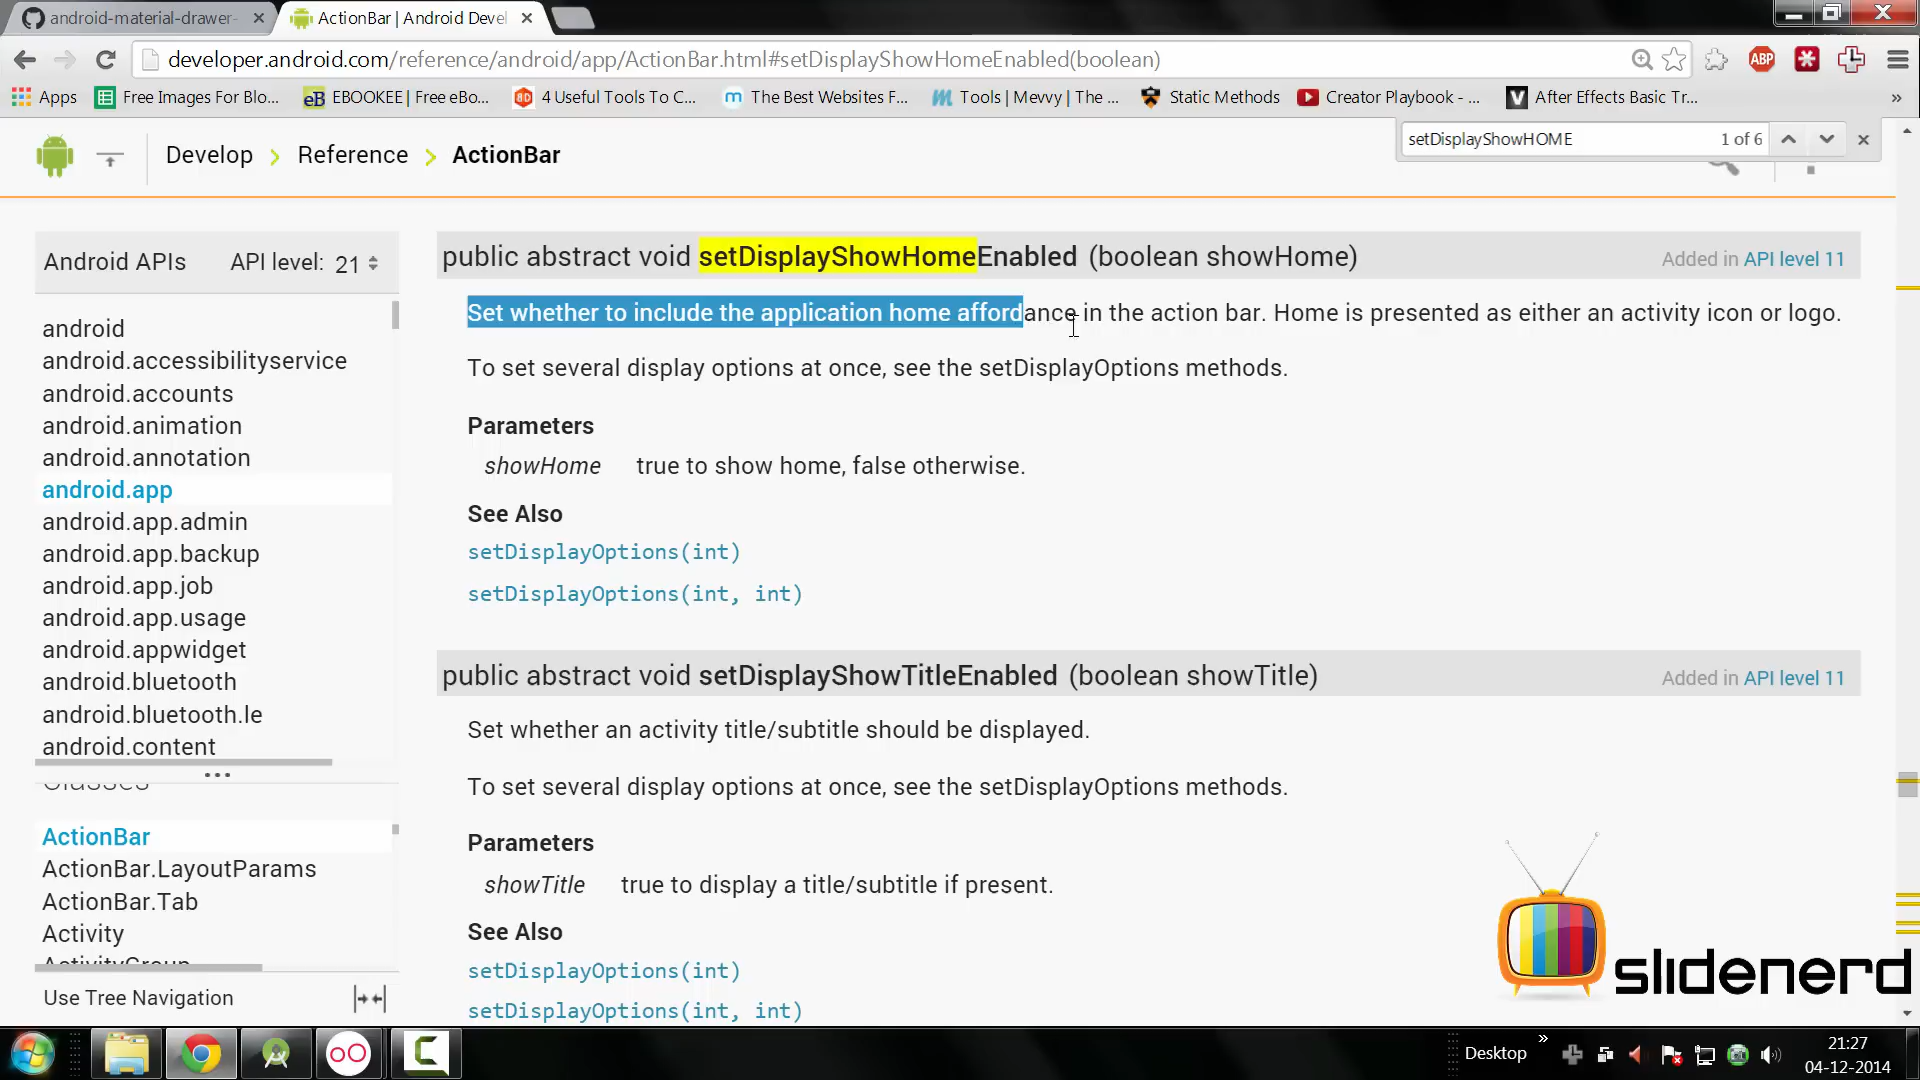 android-material-drawer-
ActionBar | Android Deve
developer.android.com/reference/android/app/ActionBar.html#setDisplayShowHomeEnabled(boolean)
ABP
Apps
Free Images For Blo...
eB EBOOKEE | Free eBo...
4 Useful Tools To C...
m The Best Websites F...
Tools | Mevvy | The ...
Static Methods
Creator Playbook - ...
V After Effects Basic Tr...
»
setDisplayShowHOME 1 of 6
Develop > Reference > ActionBar
Android APIs API level: 21
android
android.accessibilityservice
android.accounts
android.animation
android.annotation
android.app
android.app.admin
android.app.backup
android.app.job
android.app.usage
android.appwidget
android.bluetooth
android.bluetooth.le
android.content
Classes
ActionBar
ActionBar.LayoutParams
ActionBar.Tab
Activity
ActivityGroup
Use Tree Navigation
public abstract void setDisplayShowHomeEnabled (boolean showHome) Added in API level 11
Set whether to include the application home affordance in the action bar. Home is presented as either an activity icon or logo.
To set several display options at once, see the setDisplayOptions methods.
Parameters
showHome true to show home, false otherwise.
See Also
setDisplayOptions(int)
setDisplayOptions(int, int)
public abstract void setDisplayShowTitleEnabled (boolean showTitle) Added in API level 11
Set whether an activity title/subtitle should be displayed.
To set several display options at once, see the setDisplayOptions methods.
Parameters
showTitle true to display a title/subtitle if present.
See Also
setDisplayOptions(int)
setDisplayOptions(int, int)
slidenerd
Desktop »
21:27
04-12-2014